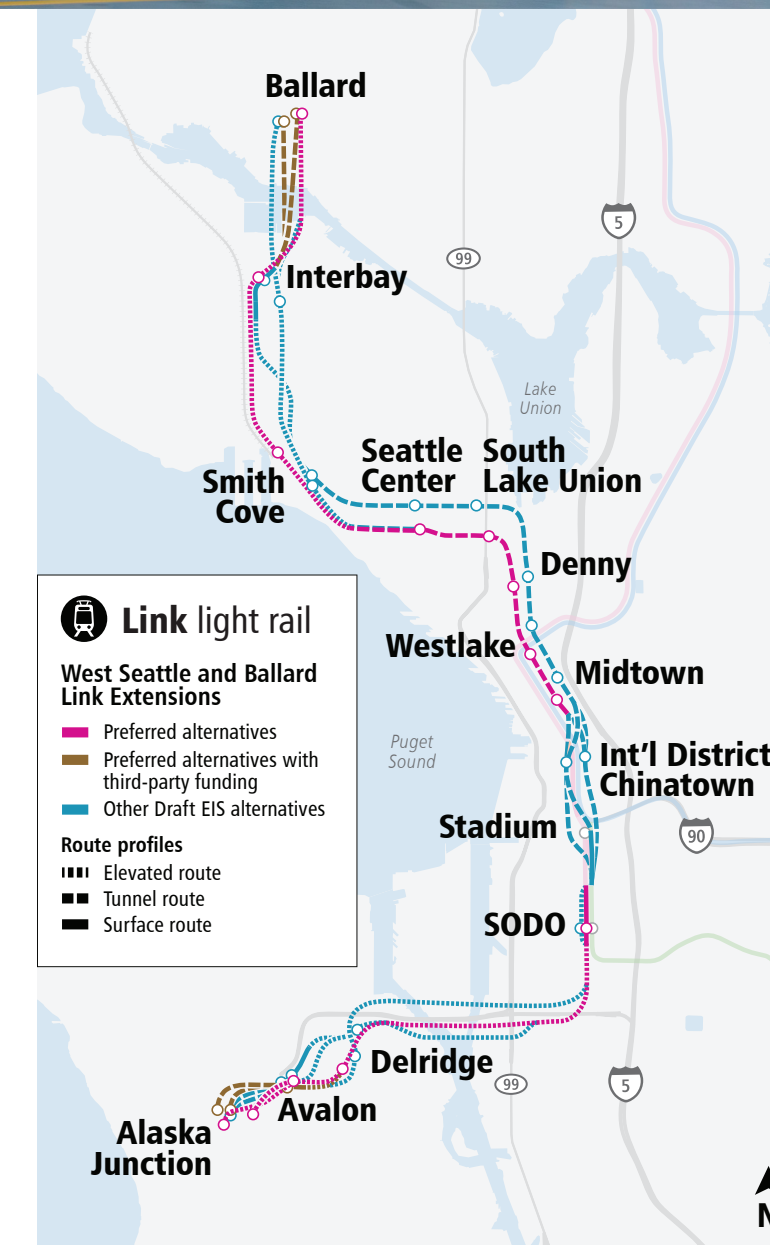 Ballard
5
99
Interbay
Lake
Union
Seattle
Center
South
Lake Union
Smith
Cove
Denny
Link light rail
West Seattle and Ballard
Link Extensions
Preferred alternatives
Preferred alternatives with
third-party funding
Other Draft EIS alternatives
Route profiles
Elevated route
Tunnel route
Surface route
Westlake
Midtown
Puget
Sound
Int'l District
Chinatown
Stadium
90
SODO
Delridge
99
5
Avalon
Alaska
Junction
N